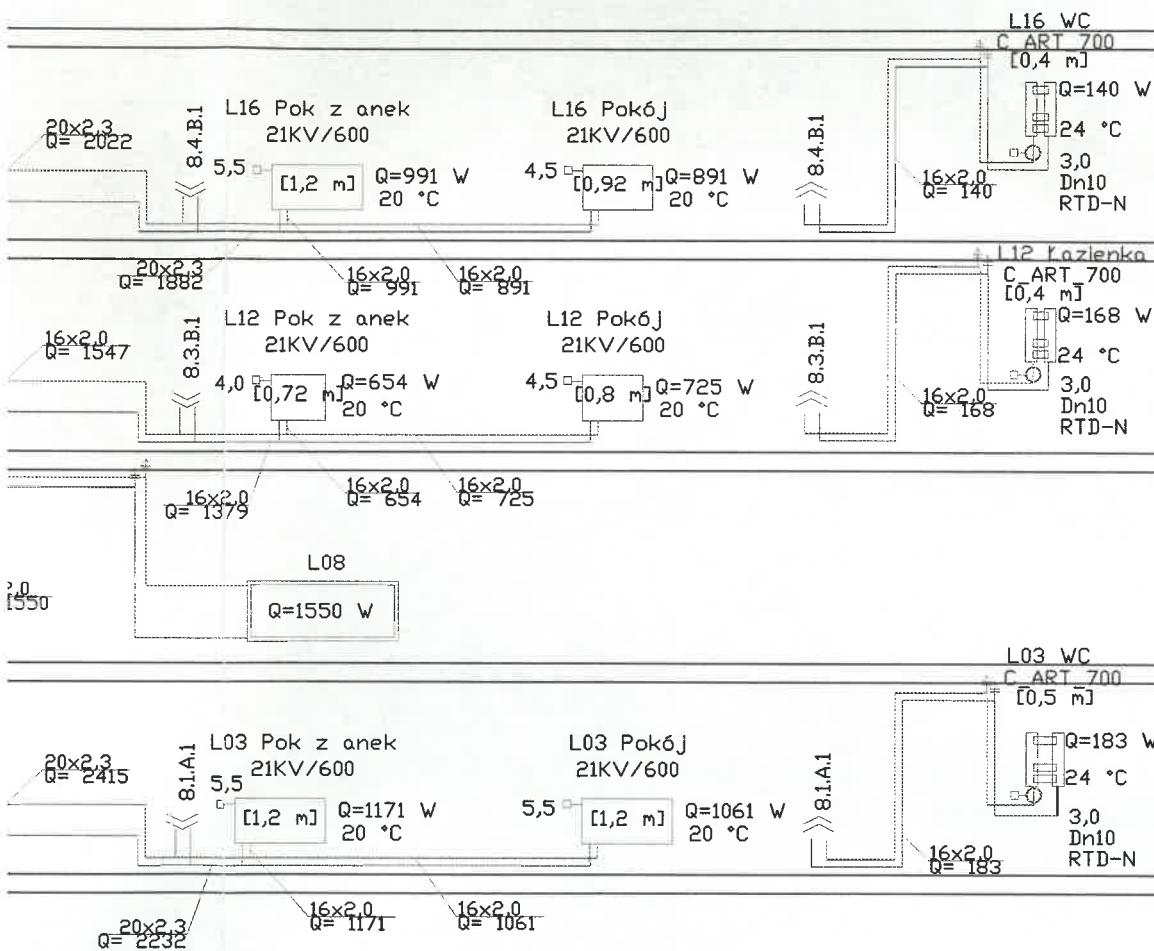 L16 WC
C_ART_700
[0,4 m]
Q=140 W
24 °C
3,0
Dn10
RTD-N
20x2,3
Q= 2022
8.4.B.1
L16 Pok z anek
21KV/600
5,5
[1,2 m]
Q=991 W
20 °C
L16 Pokój
21KV/600
4,5
[0,92 m]
Q=891 W
20 °C
8.4.B.1
16x2,0
Q= 140
20x2,3
Q= 1882
16x2,0
Q= 991
16x2,0
Q= 891
L12 Łazienka
C_ART_700
[0,4 m]
Q=168 W
24 °C
3,0
Dn10
RTD-N
16x2,0
Q= 1547
8.3.B.1
L12 Pok z anek
21KV/600
4,0
[0,72 m]
Q=654 W
20 °C
L12 Pokój
21KV/600
4,5
[0,8 m]
Q=725 W
20 °C
8.3.B.1
16x2,0
Q= 168
16x2,0
Q= 1379
16x2,0
Q= 654
16x2,0
Q= 725
L08
Q=1550 W
2,0
1550
L03 WC
C_ART_700
[0,5 m]
Q=183 W
24 °C
3,0
Dn10
RTD-N
20x2,3
Q= 2415
8.1.A.1
L03 Pok z anek
21KV/600
5,5
[1,2 m]
Q=1171 W
20 °C
L03 Pokój
21KV/600
5,5
[1,2 m]
Q=1061 W
20 °C
8.1.A.1
16x2,0
Q= 183
20x2,3
Q= 2232
16x2,0
Q= 1171
16x2,0
Q= 1061